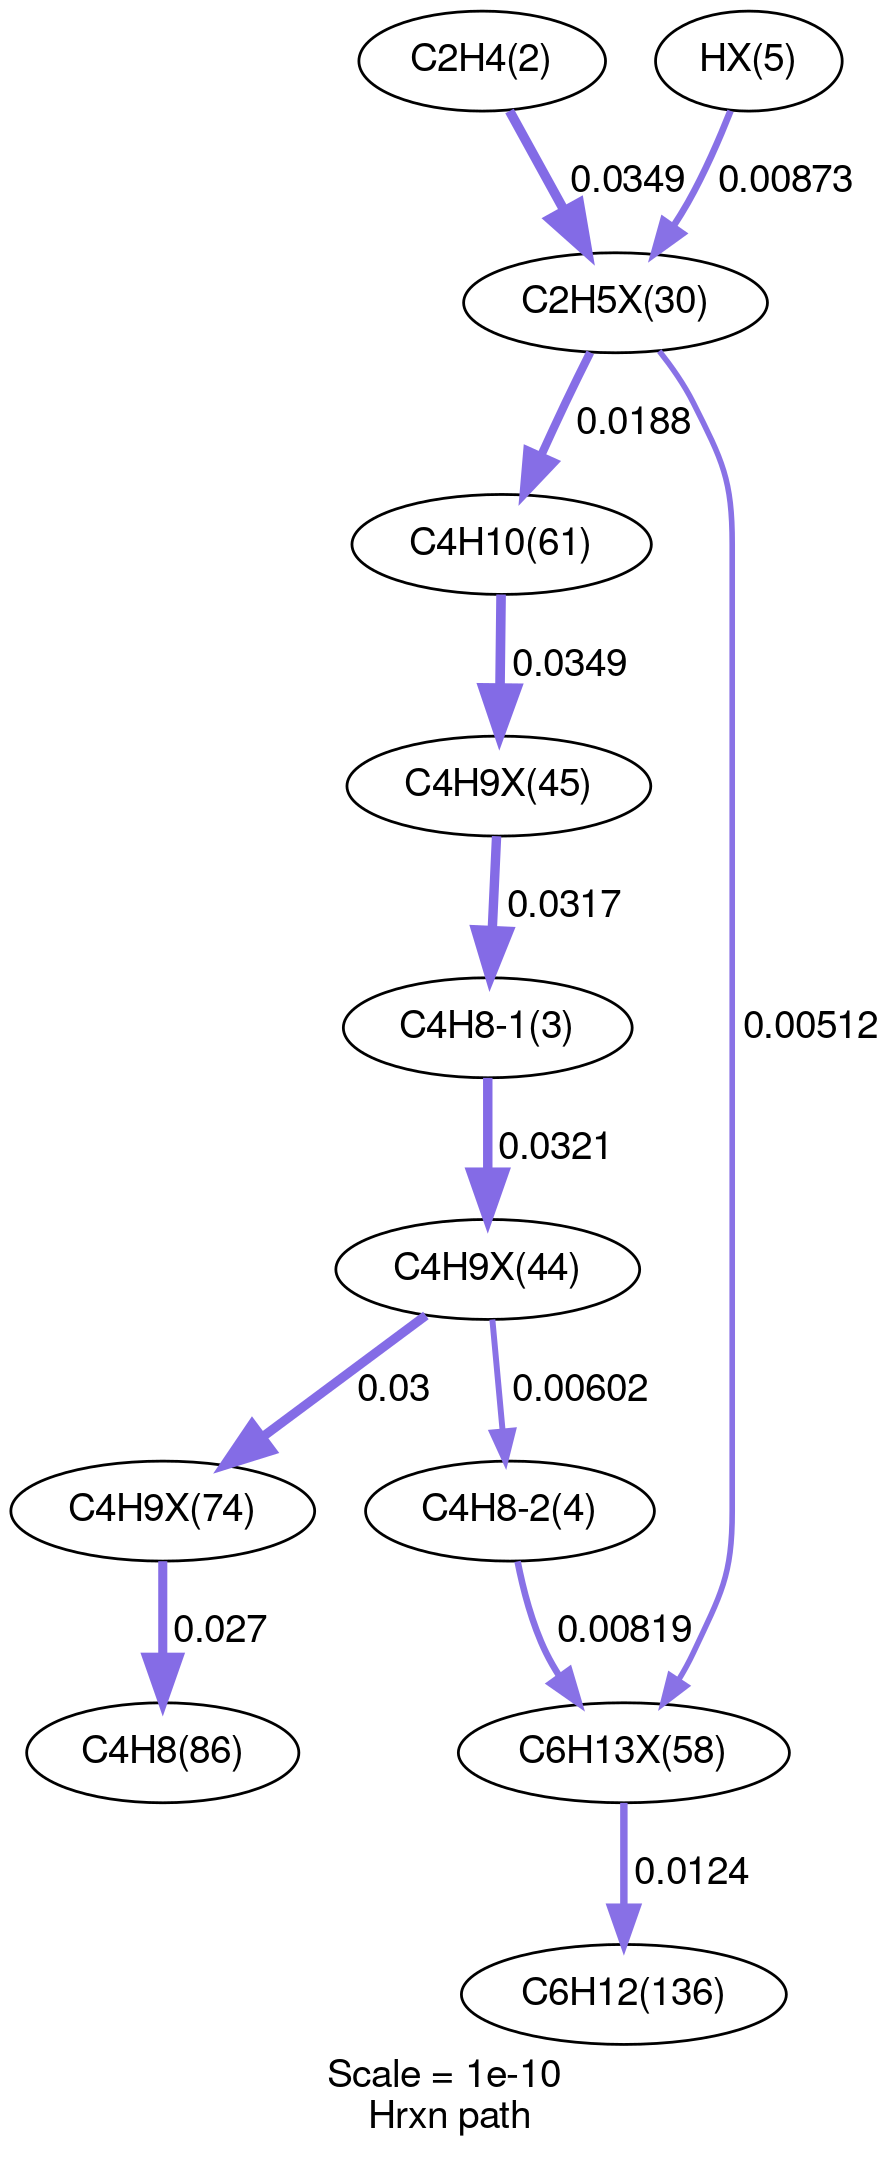 C2H4(2)
HX(5)
0.0349
0.00873
C2H5X(30)
0.0188
C4H10(61)
0.0349
C4H9X(45)
0.0317
C4H8-1(3)
0.00512
0.0321
C4H9X(44)
0.03
0.00602
C4H9X(74)
C4H8-2(4)
0.027
0.00819
C4H8(86)
C6H13X(58)
0.0124
C6H12(136)
Scale = 1e-10
Hrxn path